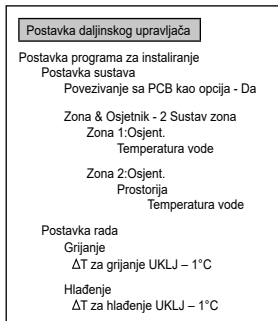 Postavka daljinskog upravljača
Postavka programa za instaliranje
Postavka sustava
Povezivanje sa PCB kao opcija - Da
Zona & Osjetnik - 2 Sustav zona
Zona 1:Osjent.
Temperatura vode
Zona 2:Osjent.
Prostorija
Temperatura vode
Postavka rada
Grijanje
ΔT za grijanje UKLJ – 1°C
Hlađenje
ΔT za hlađenje UKLJ – 1°C